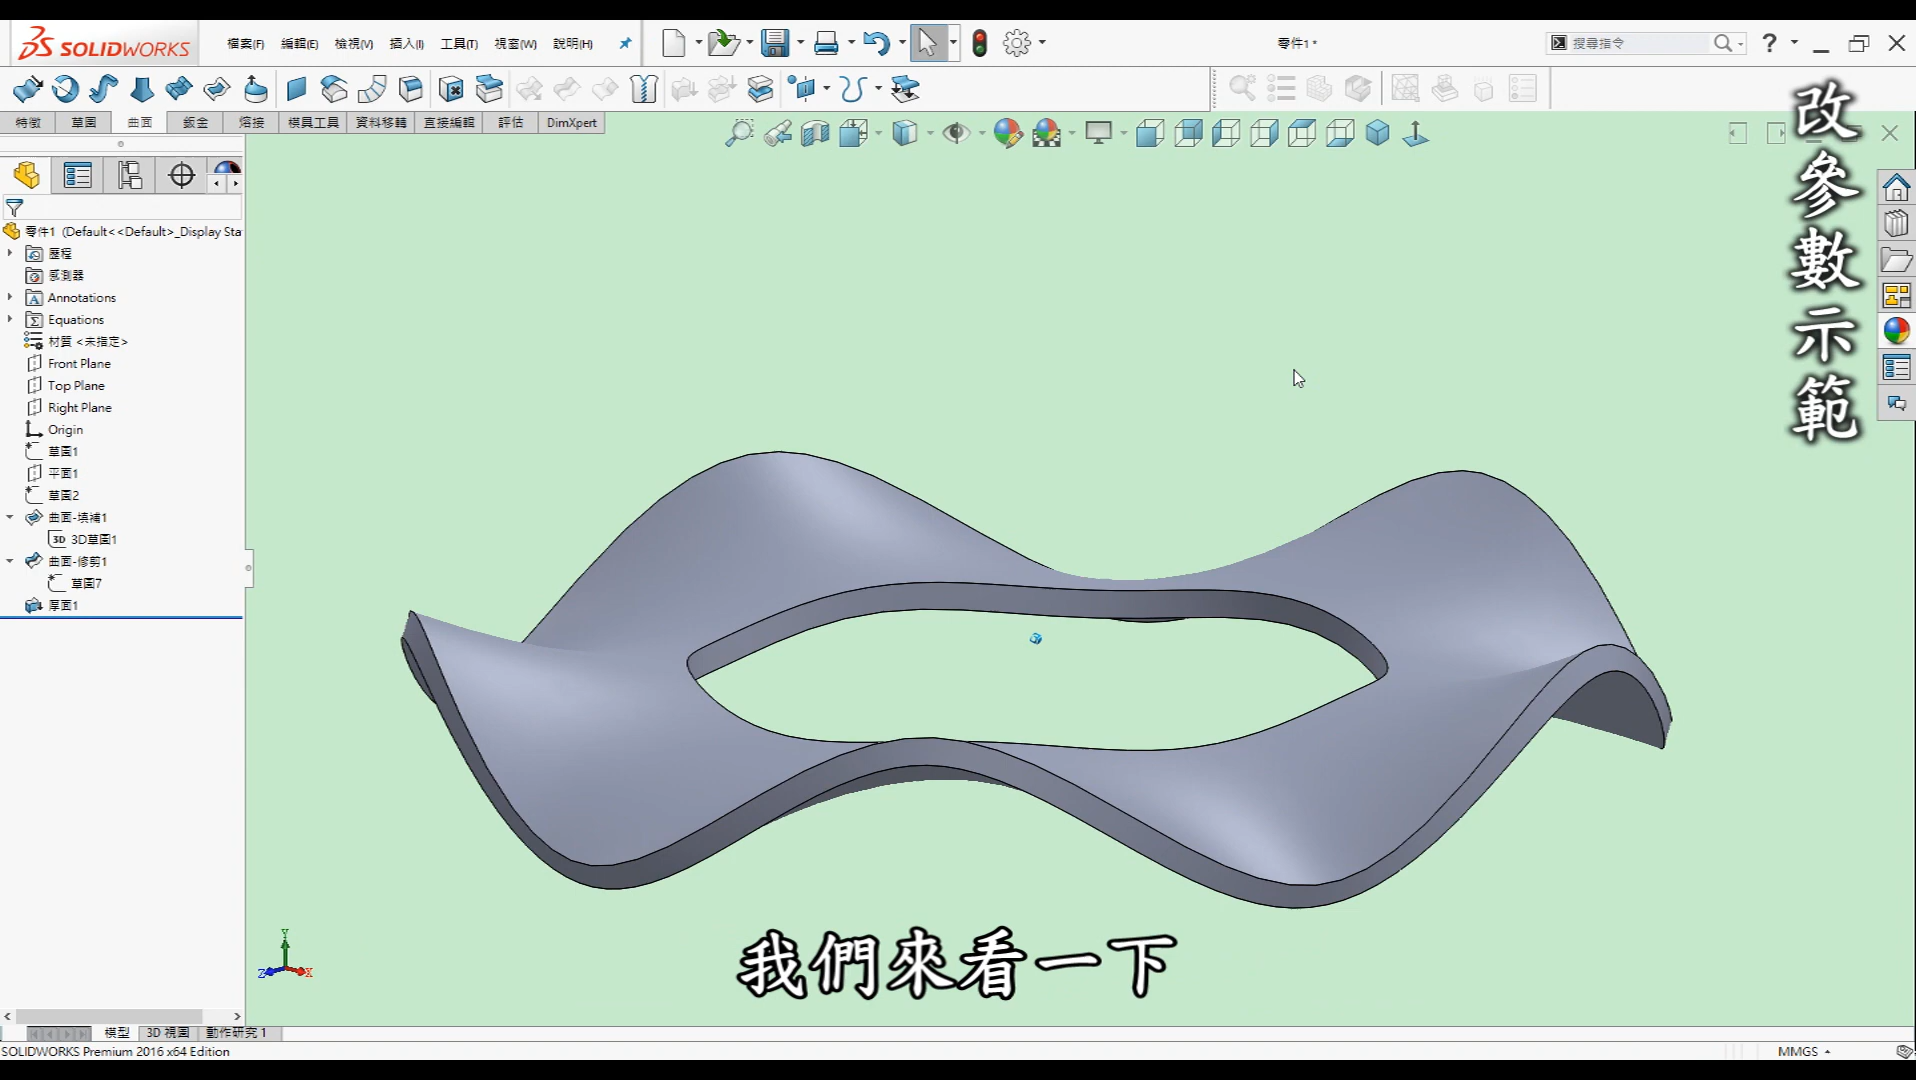 SOLIDWORKS
檔案(F) 編輯(E) 檢視(V) 插入(I) 工具(T) 視窗(W) 說明(H)
零件1 *
搜尋指令
特徵 草圖 曲面 鈑金 熔接 模具工具 資料移轉 直接編輯 評估 DimXpert
零件1 (Default<<Default>_Display Sta
歷程
感測器
Annotations
Equations
材質 <未指定>
Front Plane
Top Plane
Right Plane
Origin
草圖1
平面1
草圖2
曲面-填補1
3D 3D草圖1
曲面-修剪1
草圖7
厚面1
改參數示範
Y
Z X
我們來看一下
模型 3D 視圖 動作研究 1
SOLIDWORKS Premium 2016 x64 Edition
MMGS